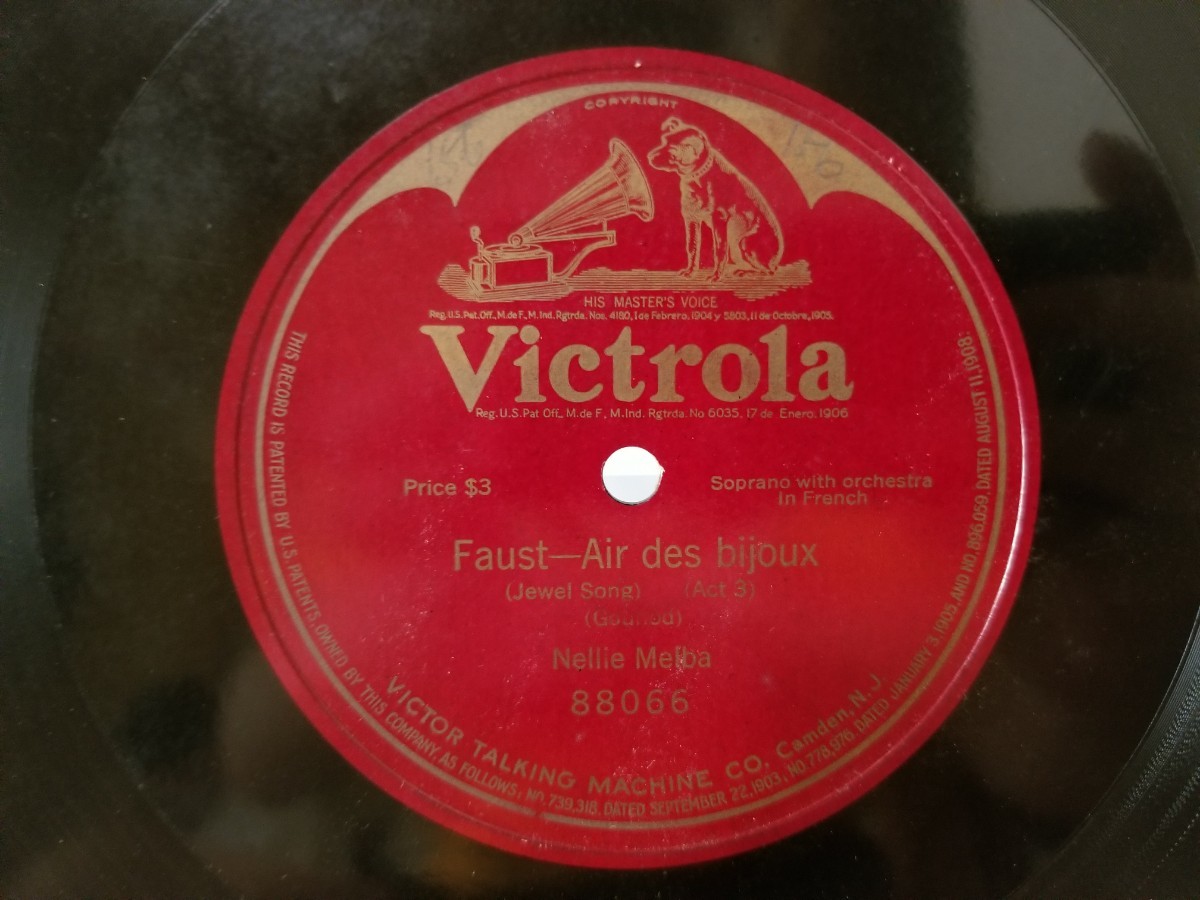 COPYRIGHT
HIS MASTER'S VOICE
Reg. U.S. Pat. Off., M. de F., M. Ind. Rgtrda. Nos. 4180, 1 de Febrero, 1904 y 5803, 11 de Octobre, 1905.
Victrola
Reg. U.S. Pat Off., M. de F., M. Ind. Rgtrda. No 6035, 17 de Enero, 1906
Price $3
Soprano with orchestra
In French
Faust—Air des bijoux
(Jewel Song) (Act 3)
(Gounod)
Nellie Melba
88066
VICTOR TALKING MACHINE CO. Camden, N. J
THIS RECORD IS PATENTED BY U.S. PATENTS, OWNED BY THIS COMPANY, AS FOLLOWS: NO. 739,318, DATED SEPTEMBER 22, 1903, NO. 778,976 DATED JANUARY 3, 1905, AND NO. 896,059, DATED AUGUST 11, 1908: